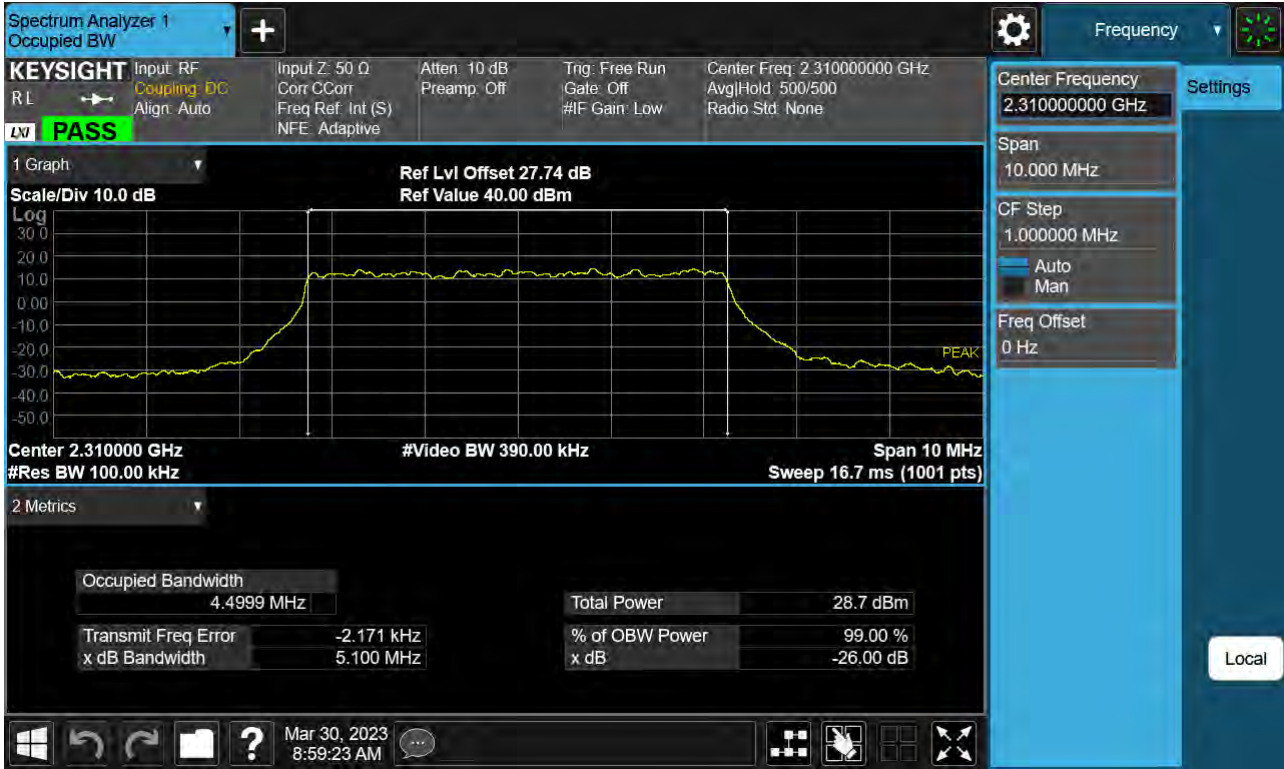 Spectrum Analyzer 1
Occupied BW
+
Frequency
KEYSIGHT
RL
LXI
PASS
Input: RF
Coupling: DC
Align: Auto
Input Z: 50 Ω
Corr CCorr
Freq Ref: Int (S)
NFE: Adaptive
Atten: 10 dB
Preamp: Off
Trig: Free Run
Gate: Off
#IF Gain: Low
Center Freq: 2.310000000 GHz
Avg|Hold: 500/500
Radio Std: None
Center Frequency
2.310000000 GHz
Settings
Span
10.000 MHz
CF Step
1.000000 MHz
Auto
Man
Freq Offset
0 Hz
Local
1 Graph
Scale/Div 10.0 dB
Ref Lvl Offset 27.74 dB
Ref Value 40.00 dBm
Log
30.0
20.0
10.0
0.00
-10.0
-20.0
-30.0
-40.0
-50.0
PEAK
Center 2.310000 GHz
#Video BW 390.00 kHz
Span 10 MHz
#Res BW 100.00 kHz
Sweep 16.7 ms (1001 pts)
2 Metrics
Occupied Bandwidth
4.4999 MHz
Total Power 28.7 dBm
Transmit Freq Error -2.171 kHz
% of OBW Power 99.00 %
x dB Bandwidth 5.100 MHz
x dB -26.00 dB
?
Mar 30, 2023
8:59:23 AM